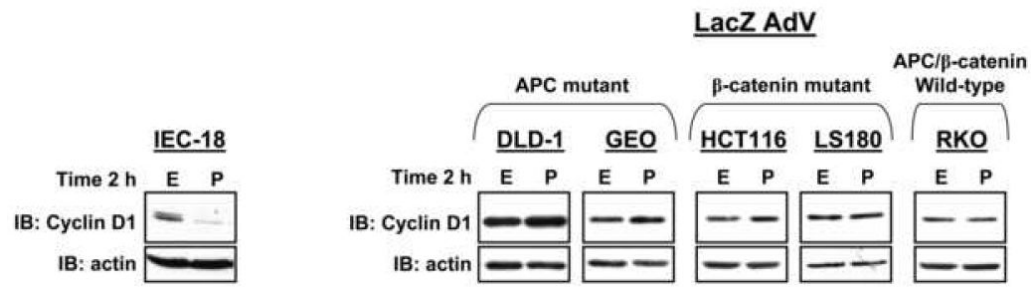 LacZ AdV
APC/β-catenin
Wild-type
APC mutant
β-catenin mutant
IEC-18
DLD-1
GEO
HCT116
LS180
RKO
Time 2 h E P
Time 2 h E P E P E P E P E P
IB: Cyclin D1
IB: Cyclin D1
IB: actin
IB: actin